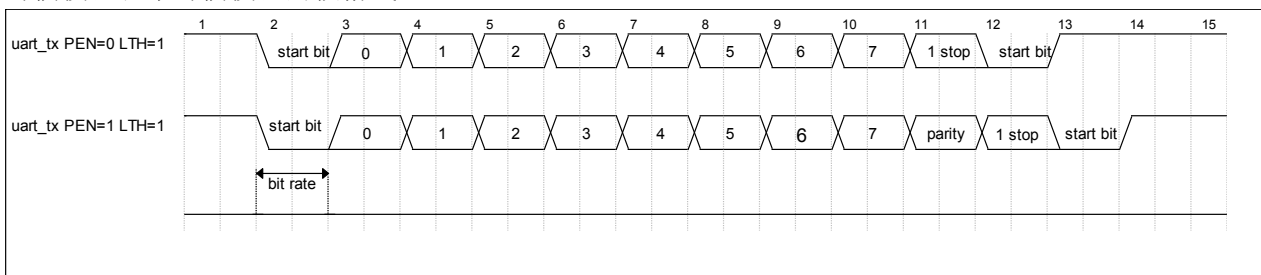 1 2 3 4 5 6 7 8 9 10 11 12 13 14 15
uart_tx PEN=0 LTH=1 start bit 0 1 2 3 4 5 6 7 1 stop start bit
uart_tx PEN=1 LTH=1 start bit 0 1 2 3 4 5 6 7 parity 1 stop start bit
bit rate